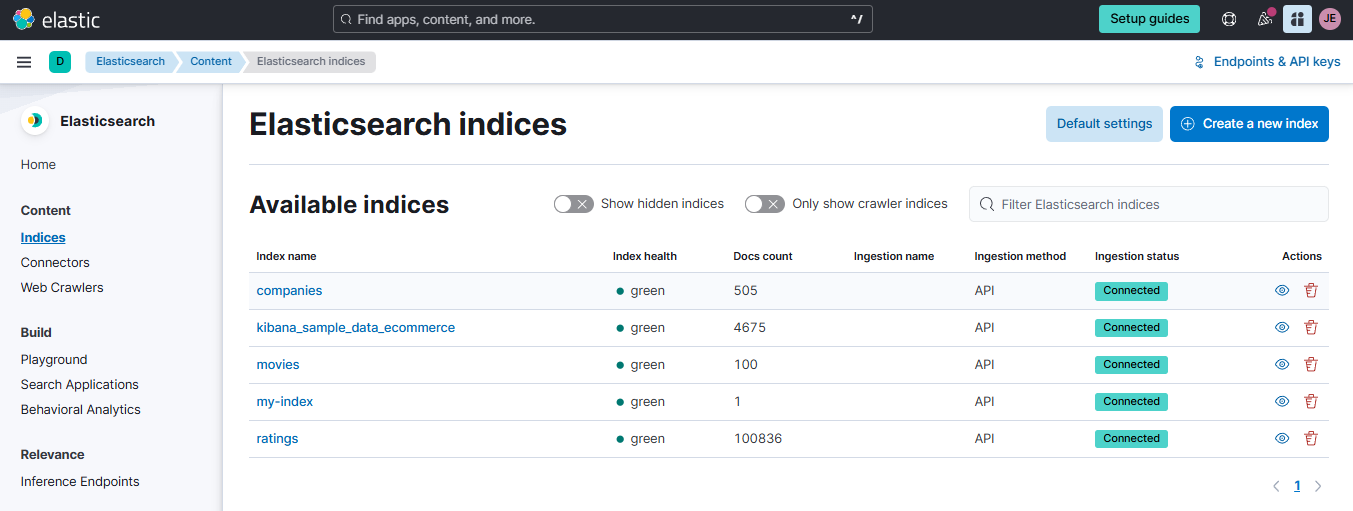 elastic
Find apps, content, and more.
^/
Setup guides
JE
D
Elasticsearch
Content
Elasticsearch indices
Endpoints & API keys
Elasticsearch
Home
Content
Indices
Connectors
Web Crawlers
Build
Playground
Search Applications
Behavioral Analytics
Relevance
Inference Endpoints
Elasticsearch indices
Default settings
Create a new index
Available indices
Show hidden indices
Only show crawler indices
Filter Elasticsearch indices
Index name Index health Docs count Ingestion name Ingestion method Ingestion status Actions
companies green 505 API Connected
kibana_sample_data_ecommerce green 4675 API Connected
movies green 100 API Connected
my-index green 1 API Connected
ratings green 100836 API Connected
1